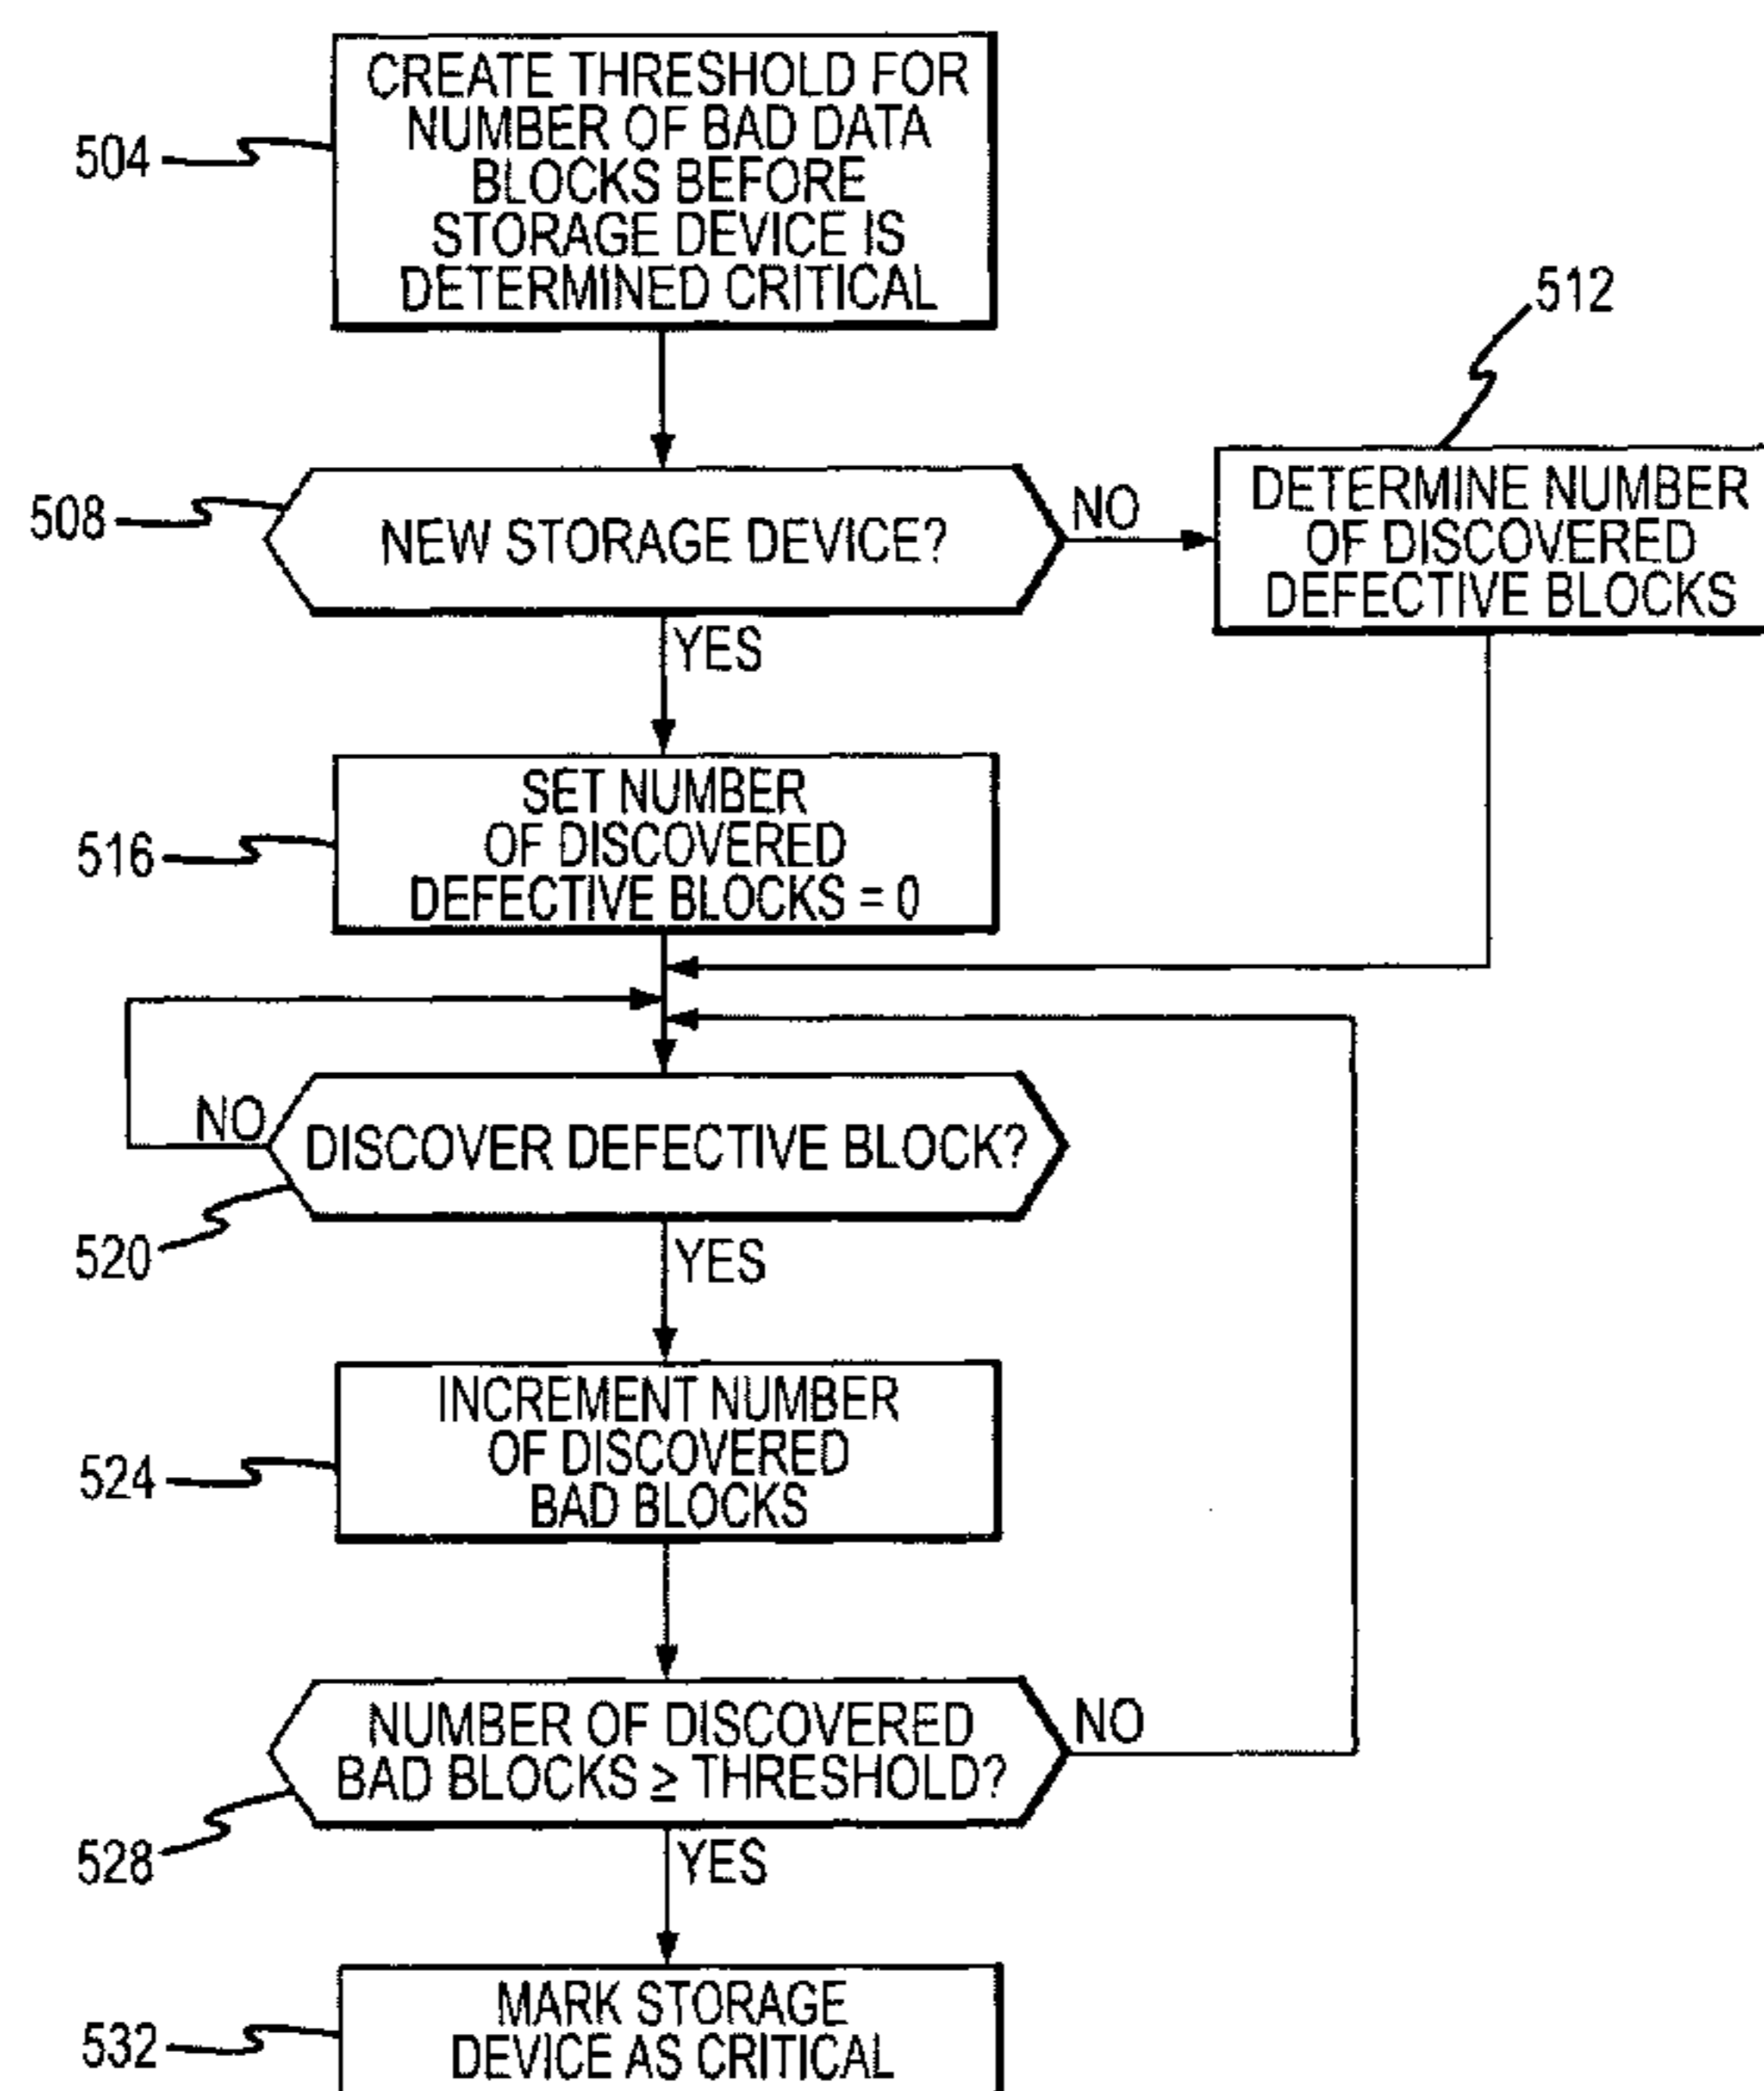 CREATE THRESHOLD FOR
NUMBER OF BAD DATA
BLOCKS BEFORE
STORAGE DEVICE IS
DETERMINED CRITICAL
504
512
508
NEW STORAGE DEVICE?
NO
DETERMINE NUMBER
OF DISCOVERED
DEFECTIVE BLOCKS
YES
SET NUMBER
OF DISCOVERED
DEFECTIVE BLOCKS = 0
516
NO
DISCOVER DEFECTIVE BLOCK?
520
YES
INCREMENT NUMBER
OF DISCOVERED
BAD BLOCKS
524
NUMBER OF DISCOVERED
BAD BLOCKS ≥ THRESHOLD?
NO
528
YES
MARK STORAGE
DEVICE AS CRITICAL
532